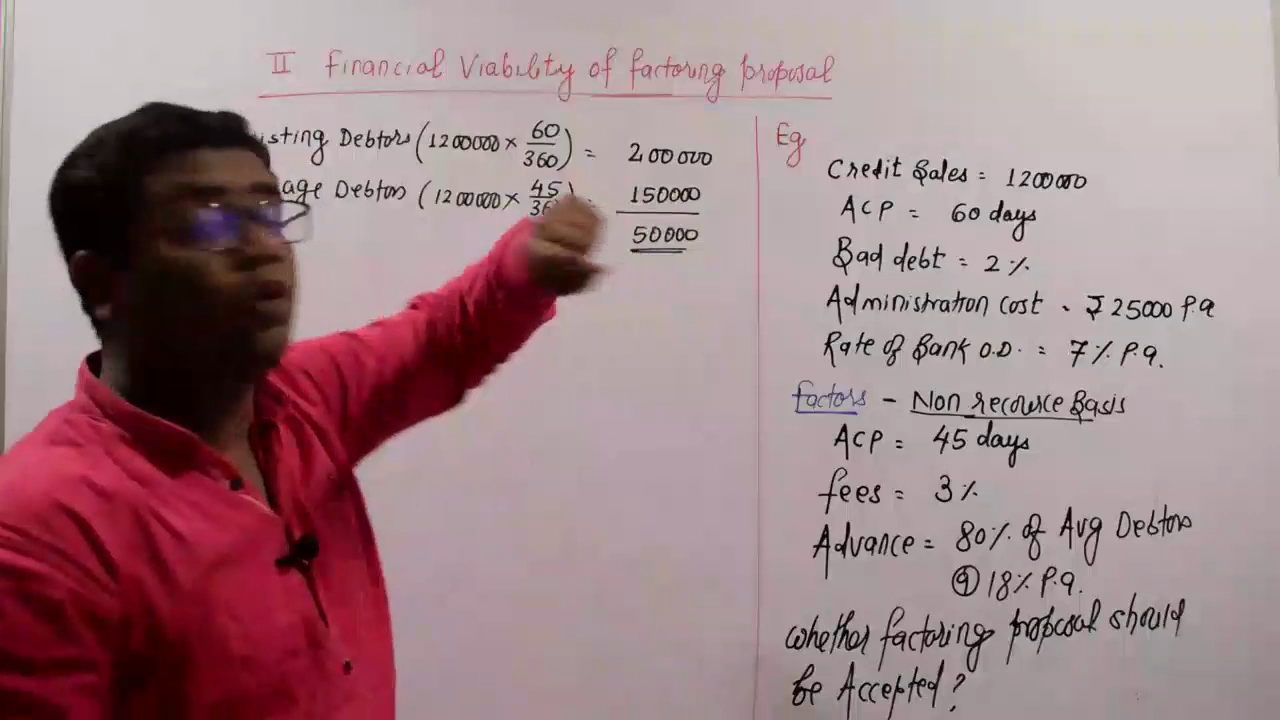 II Financial Viability of factoring proposal
isting Debtors (1200000 × 60/360) = 200000
age Debtors (1200000 × 45/36
150000
50000
Eg
Credit Sales = 1200000
ACP = 60 days
Bad debt = 2%
Administration cost - ₹25000 P.a
Rate of Bank O.D. = 7% P.a.
factors - Non recource Basis
ACP = 45 days
fees = 3%
Advance = 80% of Avg Debtors
@ 18% P.a.
whether factoring proposal should
be Accepted?